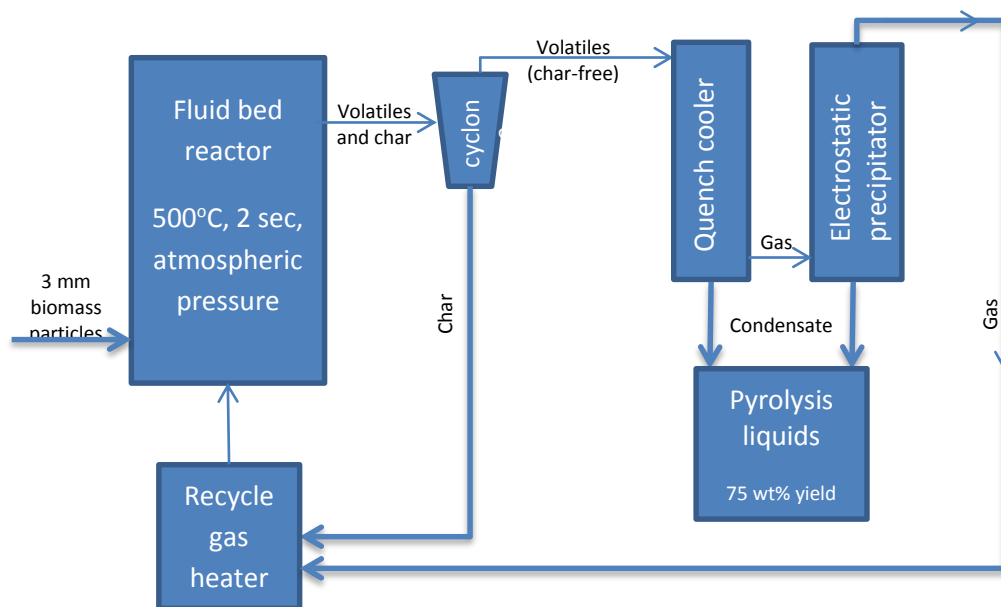 Fluid bed
reactor
500°C, 2 sec,
atmospheric
pressure
3 mm
biomass
particles
Volatiles
and char
cyclon
Volatiles
(char-free)
Quench cooler
Gas
Electrostatic
precipitator
Char
Condensate
Gas
Pyrolysis
liquids
75 wt% yield
Recycle
gas
heater